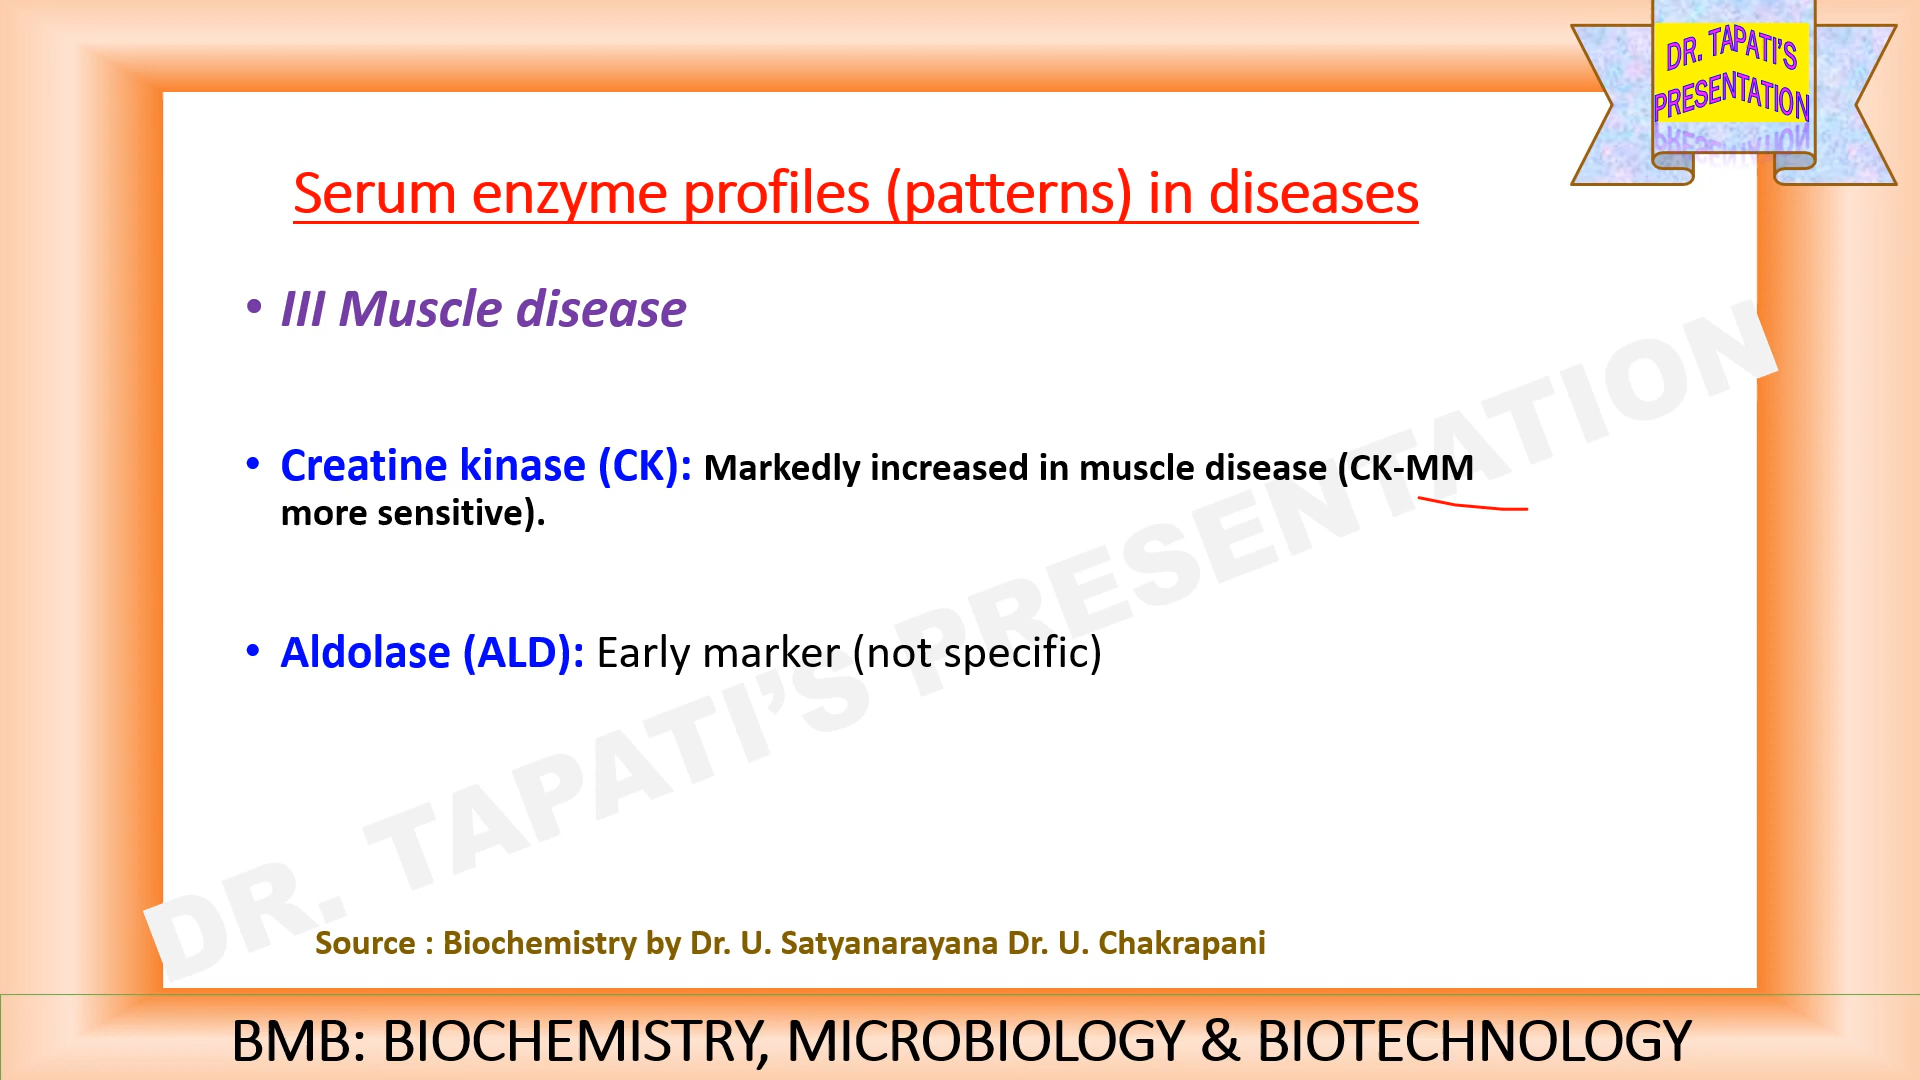 DR. TAPATI'S
PRESENTATION
Serum enzyme profiles (patterns) in diseases
• III Muscle disease
• Creatine kinase (CK): Markedly increased in muscle disease (CK-MM
more sensitive).
• Aldolase (ALD): Early marker (not specific)
DR. TAPATI'S PRESENTATION
Source : Biochemistry by Dr. U. Satyanarayana Dr. U. Chakrapani
BMB: BIOCHEMISTRY, MICROBIOLOGY & BIOTECHNOLOGY